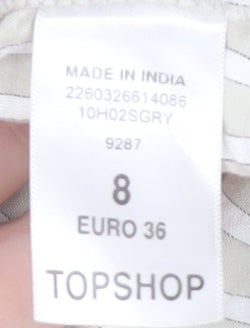 MADE IN INDIA
2260326614086
10H02SGRY
9287
8
EURO 36
TOPSHOP